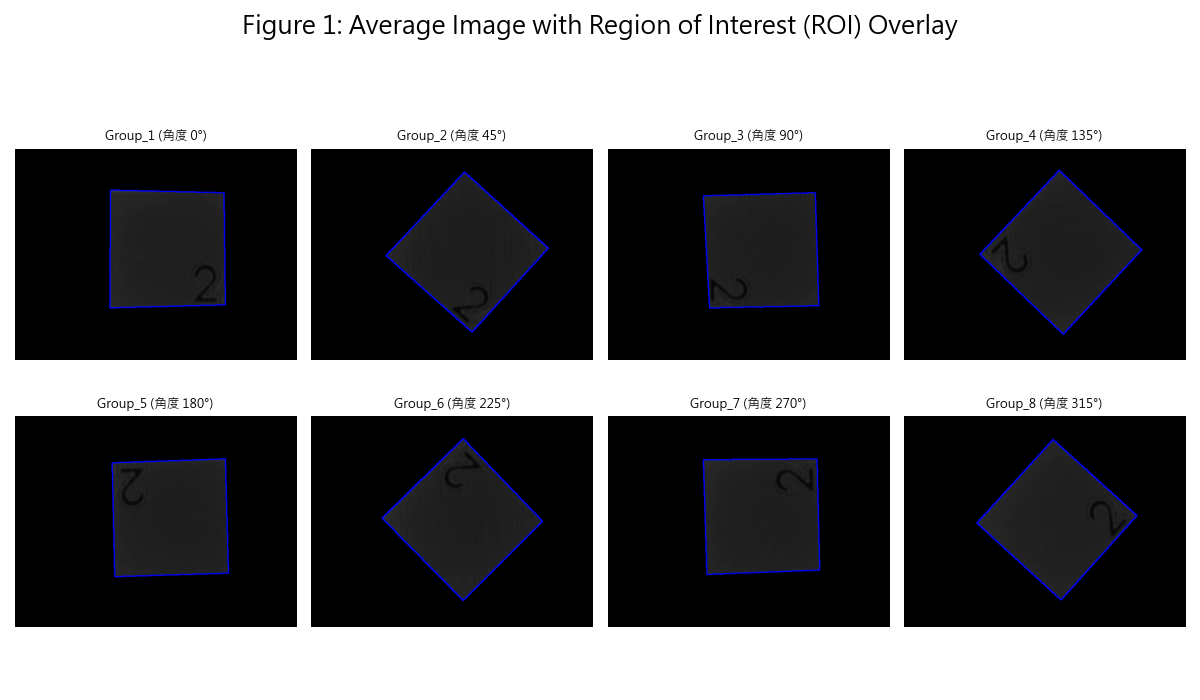 Figure 1: Average Image with Region of Interest (ROI) Overlay
Group_1 (角度 0°)
Group_2 (角度 45°)
Group_3 (角度 90°)
Group_4 (角度 135°)
2
2
2
2
Group_5 (角度 180°)
Group_6 (角度 225°)
Group_7 (角度 270°)
Group_8 (角度 315°)
2
2
2
2